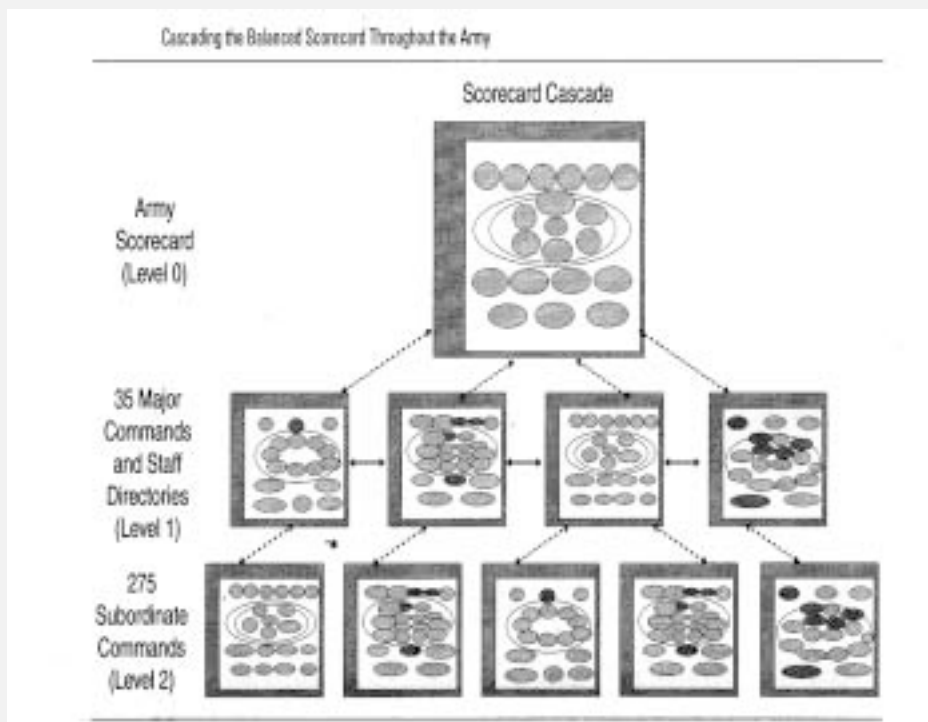 Cascading the Balanced Scorecard Throughout the Army
Scorecard Cascade
Army
Scorecard
(Level 0)
35 Major
Commands
and Staff
Directories
(Level 1)
275
Subordinate
Commands
(Level 2)